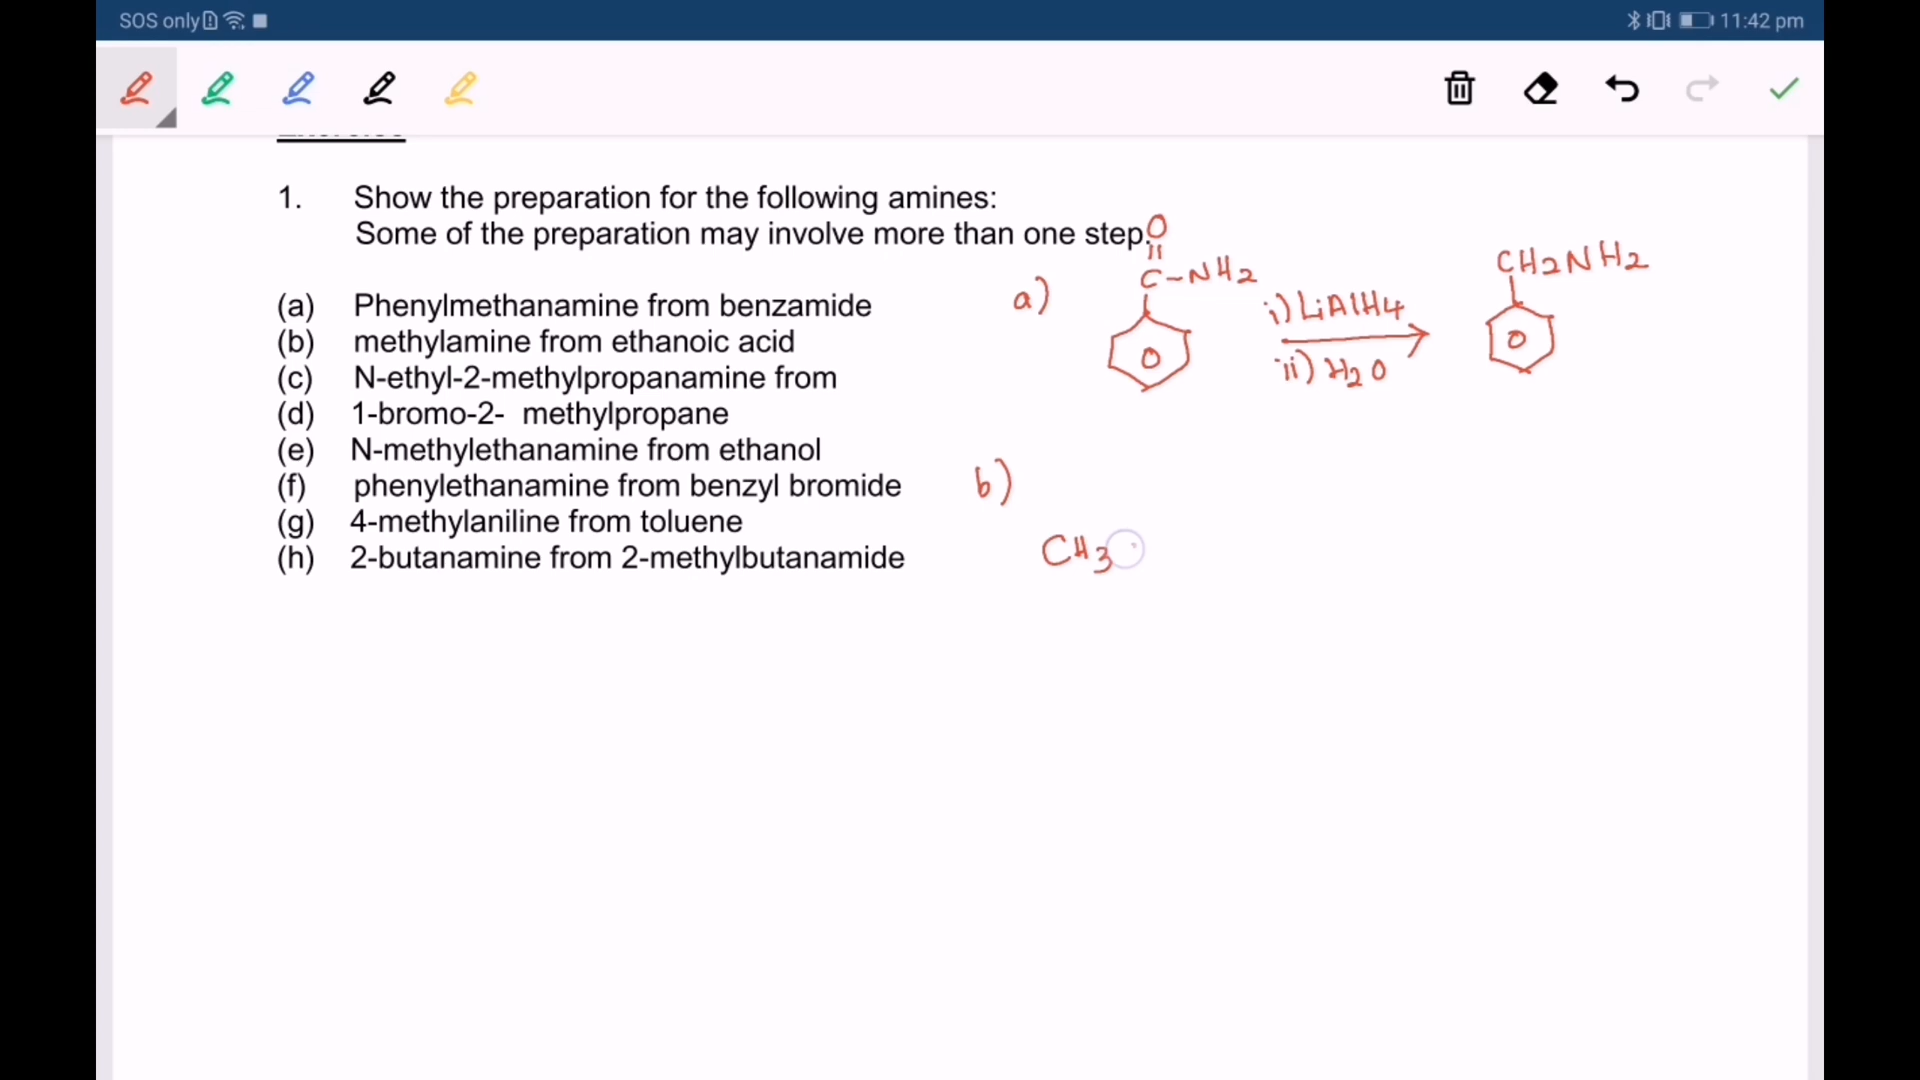 SOS only
11:42 pm
1. Show the preparation for the following amines:
Some of the preparation may involve more than one step.
(a) Phenylmethanamine from benzamide
(b) methylamine from ethanoic acid
(c) N-ethyl-2-methylpropanamine from
(d) 1-bromo-2- methylpropane
(e) N-methylethanamine from ethanol
(f) phenylethanamine from benzyl bromide
(g) 4-methylaniline from toluene
(h) 2-butanamine from 2-methylbutanamide
a)
O
C-NH2
i) LiAlH4
ii) H2O
CH2NH2
b)
CH3